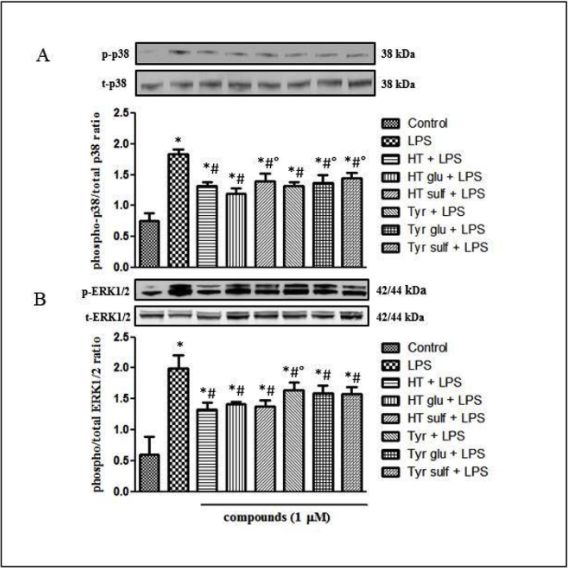 A
p-p38
38 kDa
t-p38
38 kDa
phospho-p38/total p38 ratio
2.5
2.0
1.5
1.0
0.5
0.0
*
*#
*#
*#°
*#
*#°
*#°
Control
LPS
HT + LPS
HT glu + LPS
HT sulf + LPS
Tyr + LPS
Tyr glu + LPS
Tyr sulf + LPS
B
p-ERK1/2
42/44 kDa
t-ERK1/2
42/44 kDa
phospho/total ERK1/2 ratio
2.5
2.0
1.5
1.0
0.5
0.0
*
*#
*#
*#
*#°
*#
*#
Control
LPS
HT + LPS
HT glu + LPS
HT sulf + LPS
Tyr + LPS
Tyr glu + LPS
Tyr sulf + LPS
compounds (1 µM)